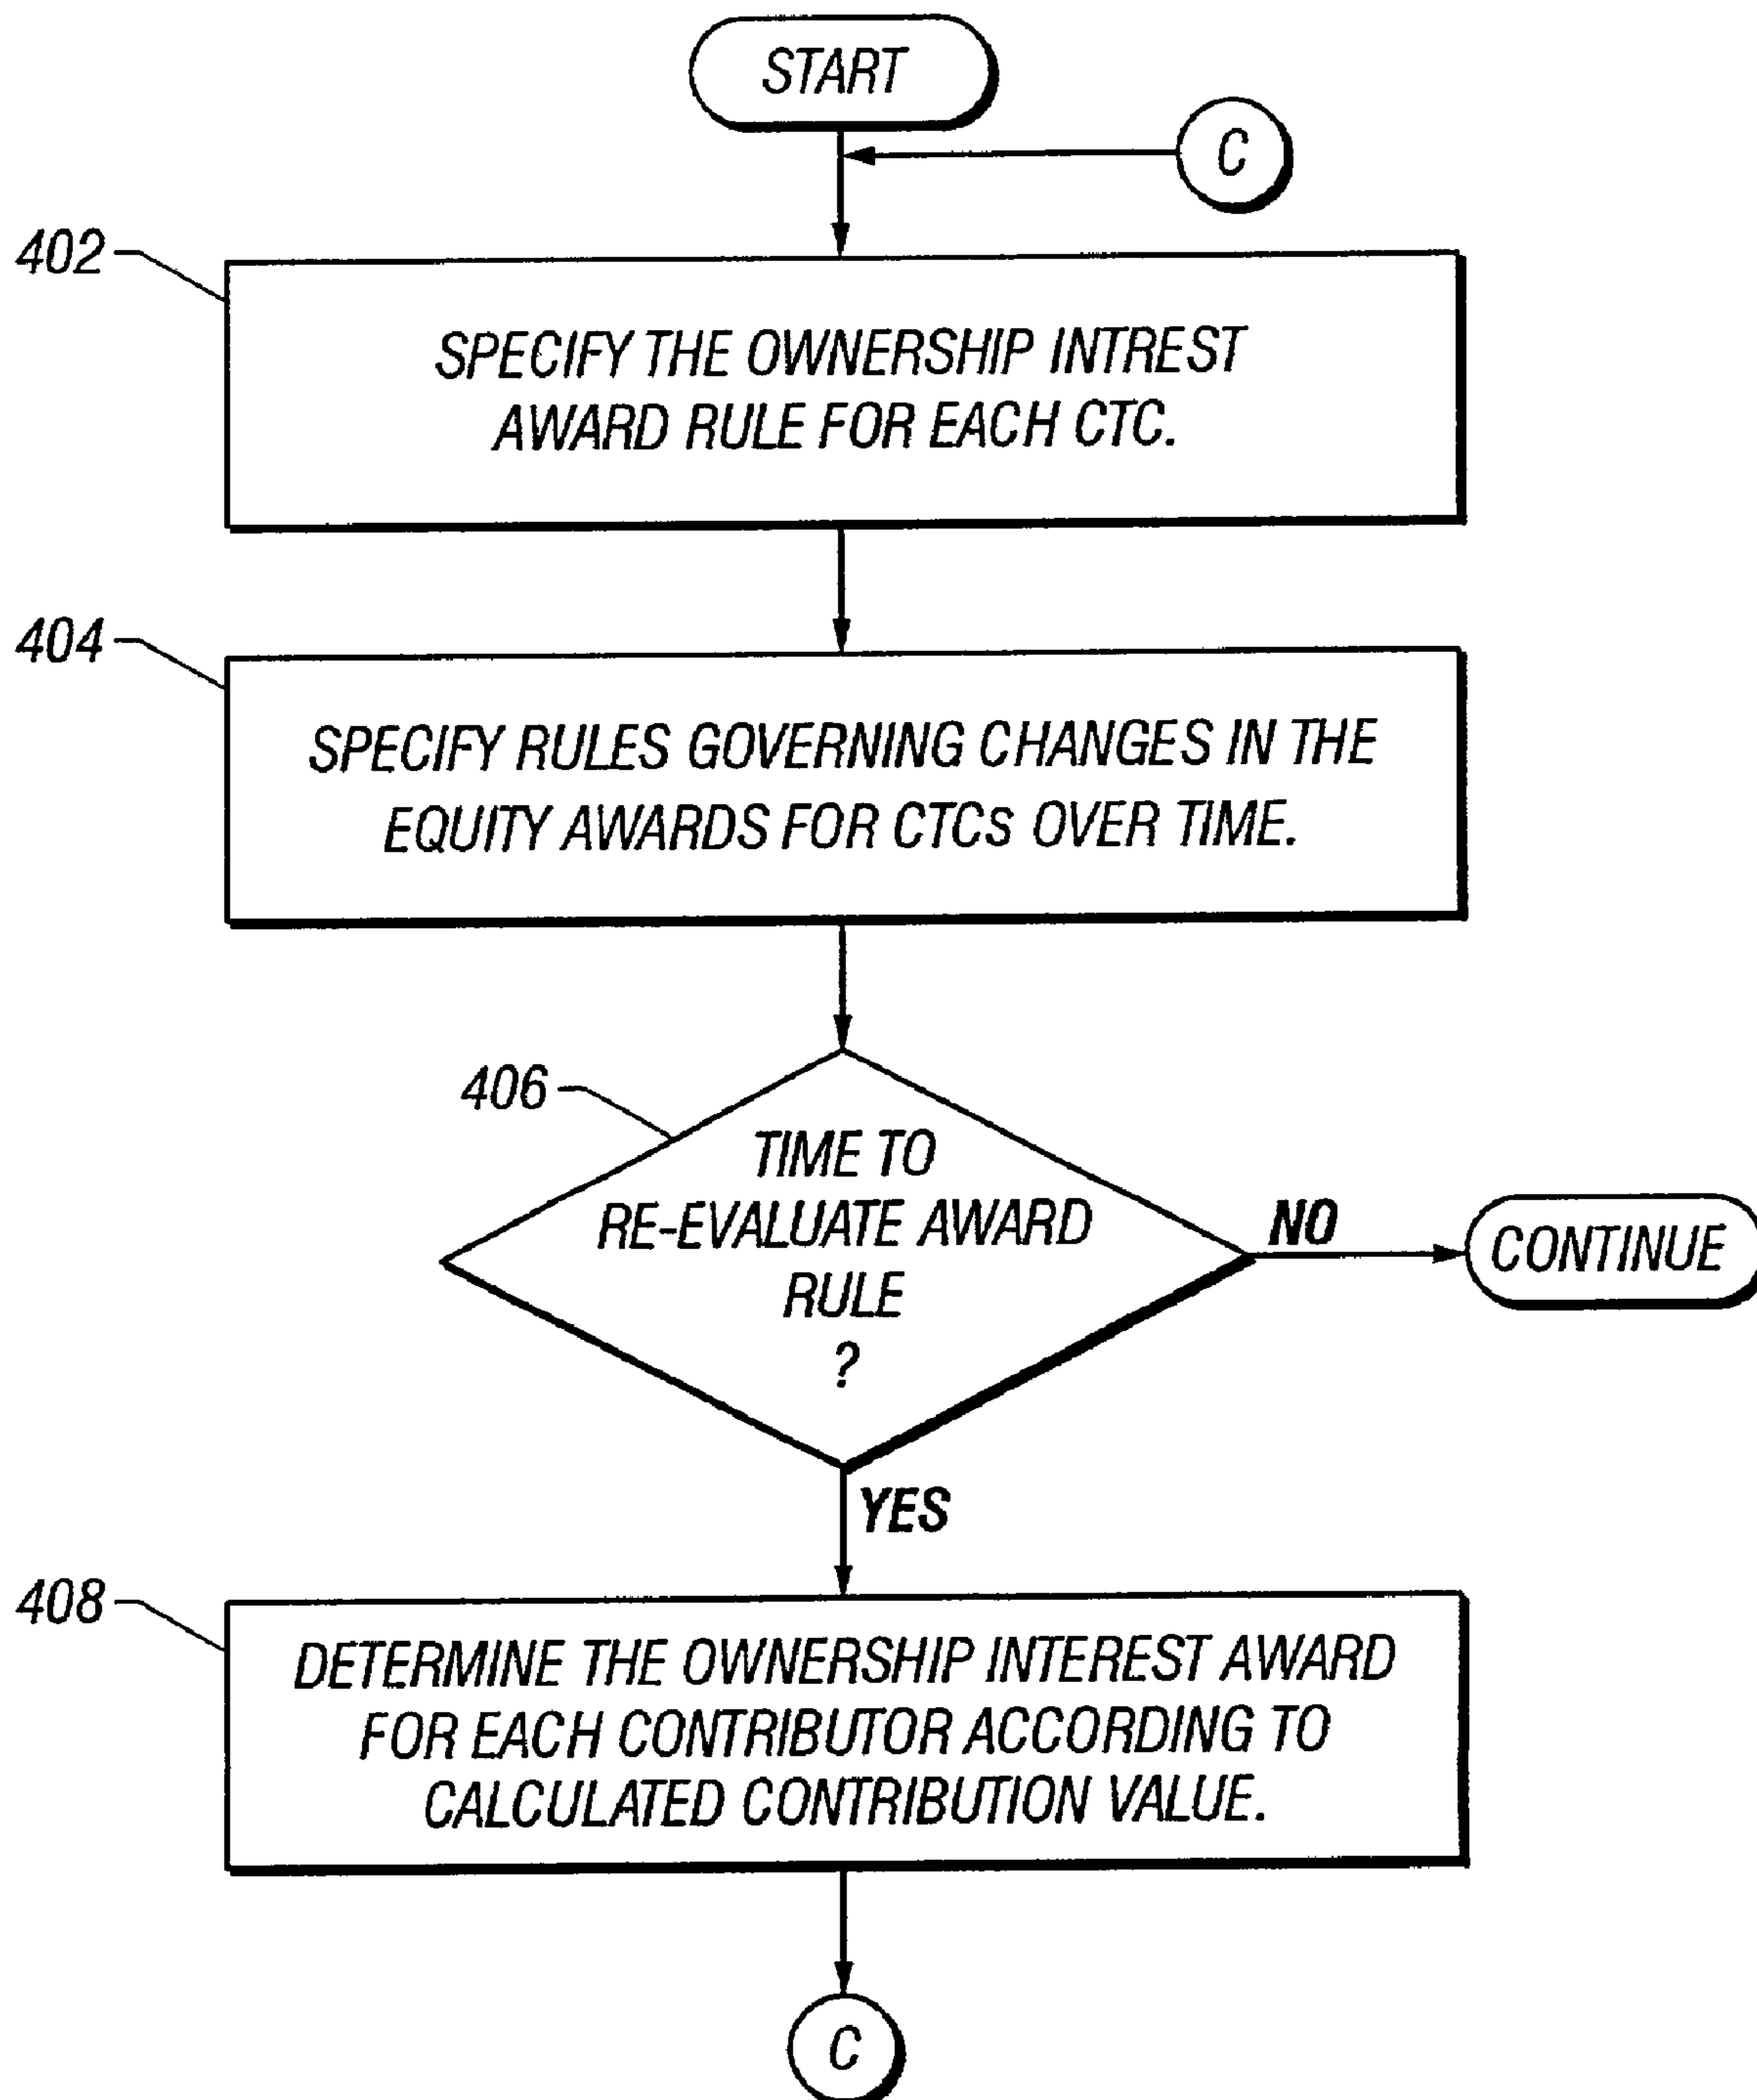 START
C
402
SPECIFY THE OWNERSHIP INTREST
AWARD RULE FOR EACH CTC.
404
SPECIFY RULES GOVERNING CHANGES IN THE
EQUITY AWARDS FOR CTCs OVER TIME.
406
TIME TO
RE-EVALUATE AWARD
RULE
?
NO
CONTINUE
YES
408
DETERMINE THE OWNERSHIP INTEREST AWARD
FOR EACH CONTRIBUTOR ACCORDING TO
CALCULATED CONTRIBUTION VALUE.
C